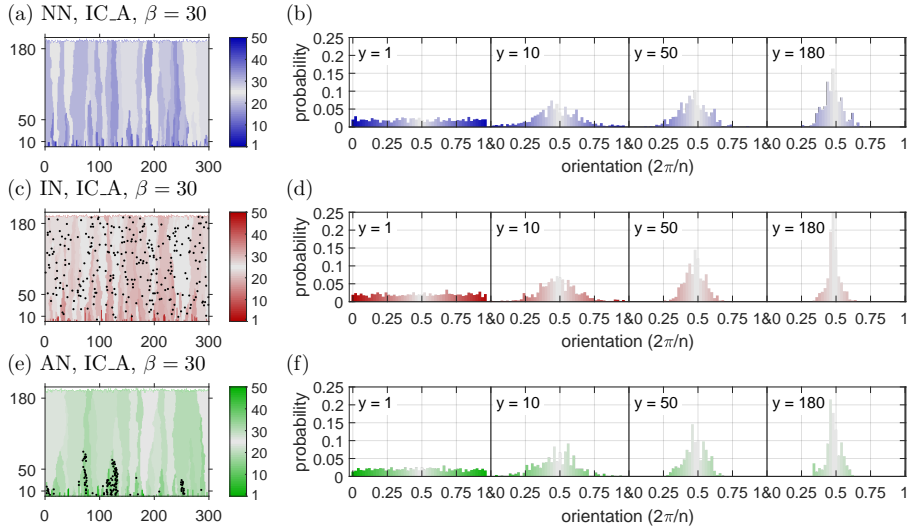 (a) NN, IC_A, β = 30
180
50
10
0 100 200 300
50
40
30
20
10
1
(b)
probability
0.25
0.2
0.15
0.1
0.05
0
y = 1
y = 10
y = 50
y = 180
0 0.25 0.5 0.75 1&0 0.25 0.5 0.75 1&0 0.25 0.5 0.75 1&0 0.25 0.5 0.75 1
orientation (2π/n)
(c) IN, IC_A, β = 30
180
50
10
0 100 200 300
50
40
30
20
10
1
(d)
probability
0.25
0.2
0.15
0.1
0.05
0
y = 1
y = 10
y = 50
y = 180
0 0.25 0.5 0.75 1&0 0.25 0.5 0.75 1&0 0.25 0.5 0.75 1&0 0.25 0.5 0.75 1
orientation (2π/n)
(e) AN, IC_A, β = 30
180
50
10
0 100 200 300
50
40
30
20
10
1
(f)
probability
0.25
0.2
0.15
0.1
0.05
0
y = 1
y = 10
y = 50
y = 180
0 0.25 0.5 0.75 1&0 0.25 0.5 0.75 1&0 0.25 0.5 0.75 1&0 0.25 0.5 0.75 1
orientation (2π/n)